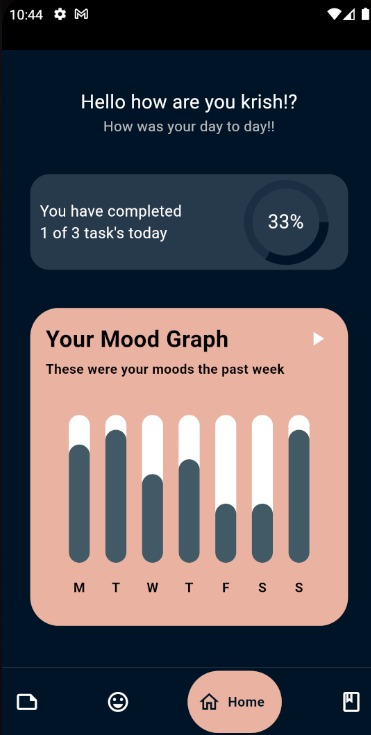 10:44
Hello how are you krish!?
How was your day to day!!
You have completed
1 of 3 task's today
33%
Your Mood Graph
These were your moods the past week
M T W T F S S
Home